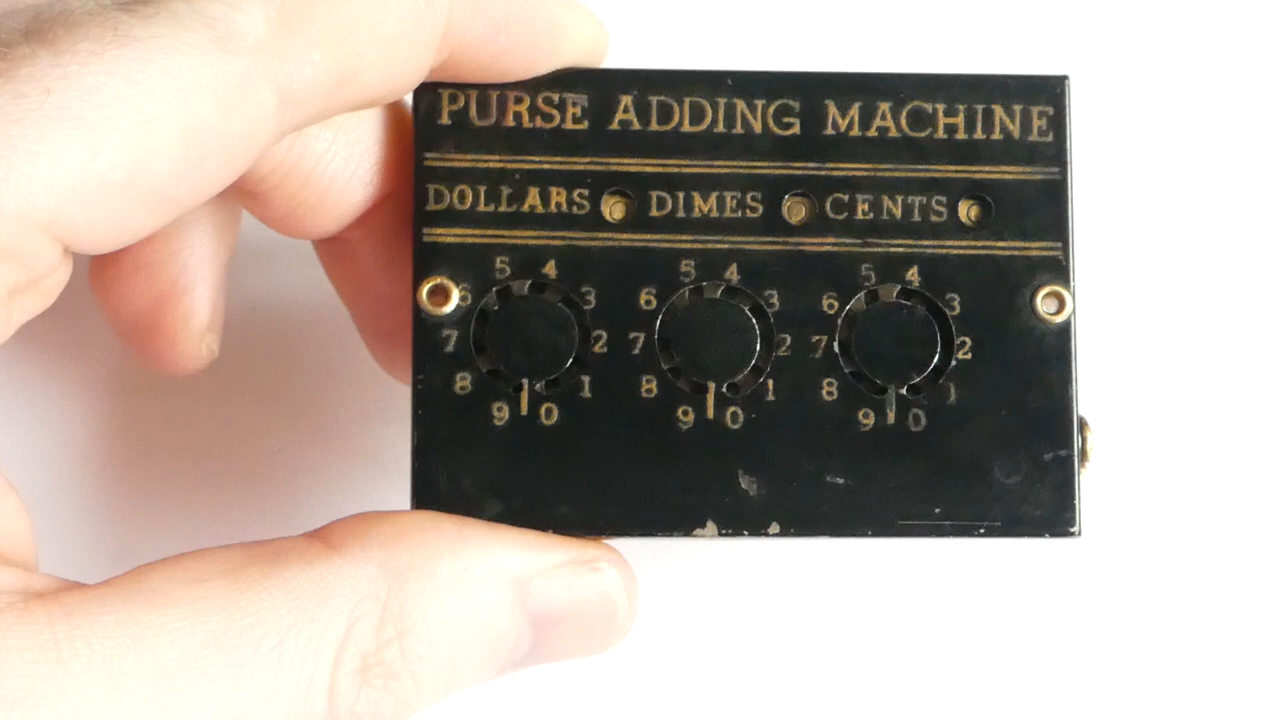 PURSE ADDING MACHINE
DOLLARS DIMES CENTS
5 4 5 4 5 4
6 3 6 3 6 3
7 2 7 2 7 2
8 1 8 1 8 1
9 0 9 0 9 0